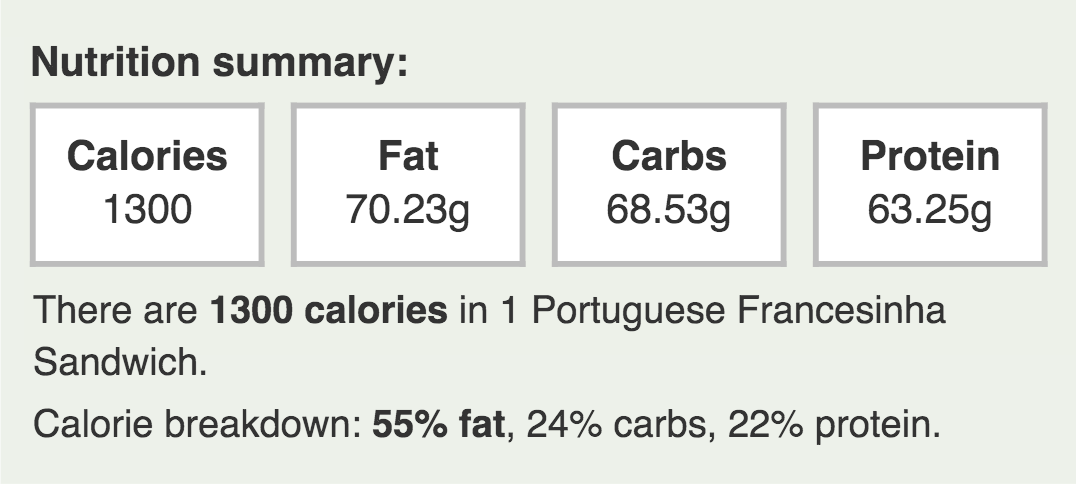 Nutrition summary:
Calories Fat Carbs Protein
1300 70.23g 68.53g 63.25g
There are 1300 calories in 1 Portuguese Francesinha
Sandwich.
Calorie breakdown: 55% fat, 24% carbs, 22% protein.